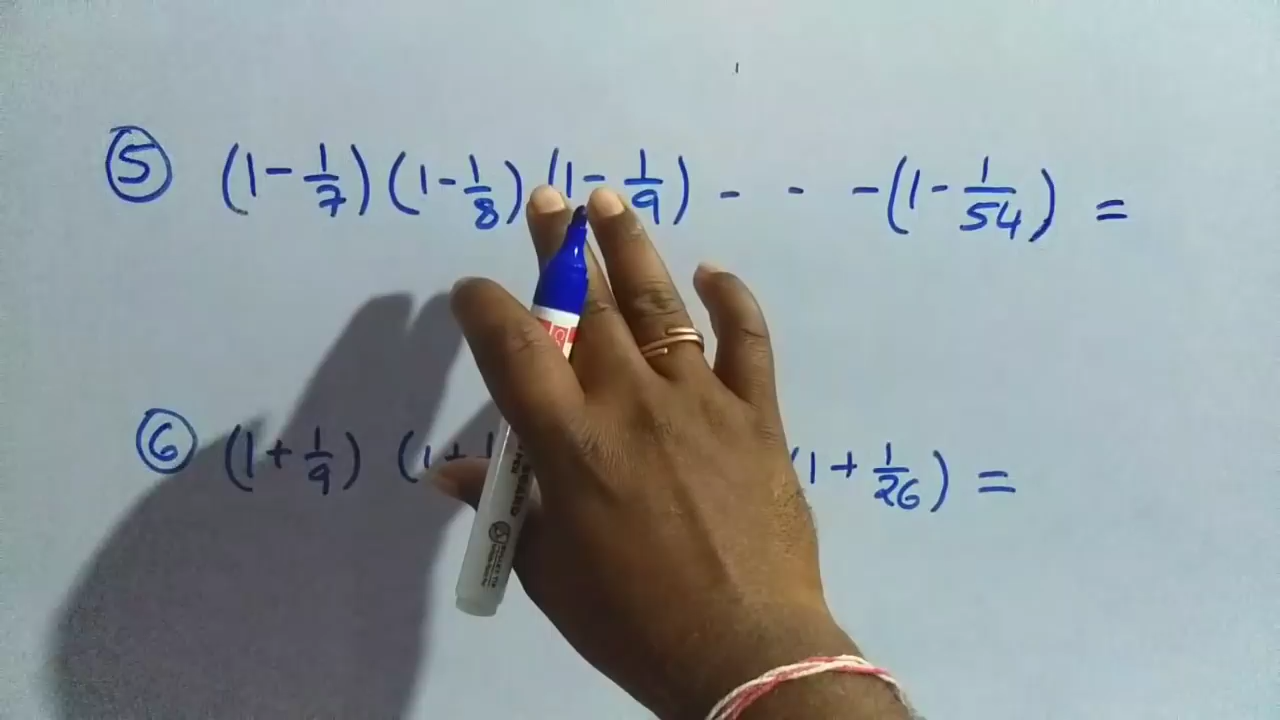 ⑤ (1 - 1/7) (1 - 1/8) (1 - 1/9) - - - (1 - 1/54) =
⑥ (1 + 1/9) (1 + 1 (1 + 1/26) =